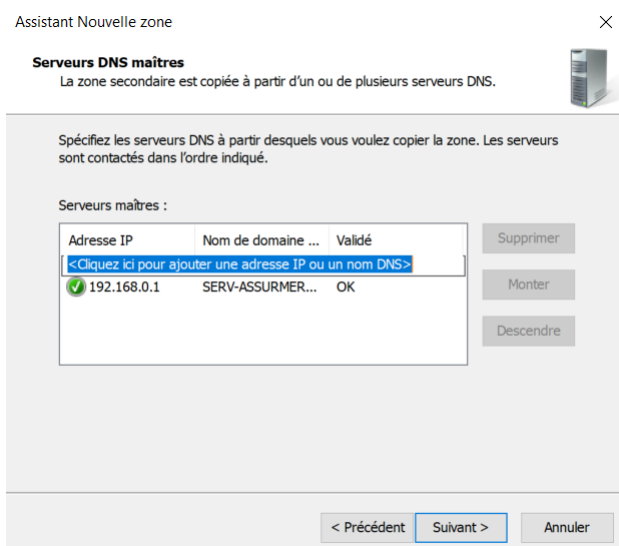 Assistant Nouvelle zone
Serveurs DNS maîtres
La zone secondaire est copiée à partir d'un ou de plusieurs serveurs DNS.
Spécifiez les serveurs DNS à partir desquels vous voulez copier la zone. Les serveurs
sont contactés dans l'ordre indiqué.
Serveurs maîtres :
Adresse IP Nom de domaine ... Validé
<Cliquez ici pour ajouter une adresse IP ou un nom DNS>
192.168.0.1 SERV-ASSURMER... OK
Supprimer
Monter
Descendre
< Précédent Suivant > Annuler